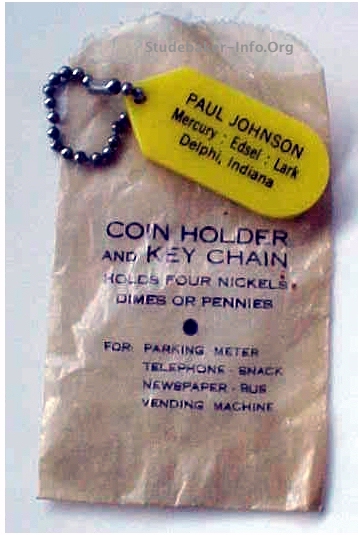 Studebaker-Info.Org
PAUL JOHNSON
Mercury : Edsel : Lark
Delphi, Indiana
COIN HOLDER
AND KEY CHAIN
HOLDS FOUR NICKELS,
DIMES OR PENNIES
FOR: PARKING METER
TELEPHONE - SNACK
NEWSPAPER - BUS
VENDING MACHINE